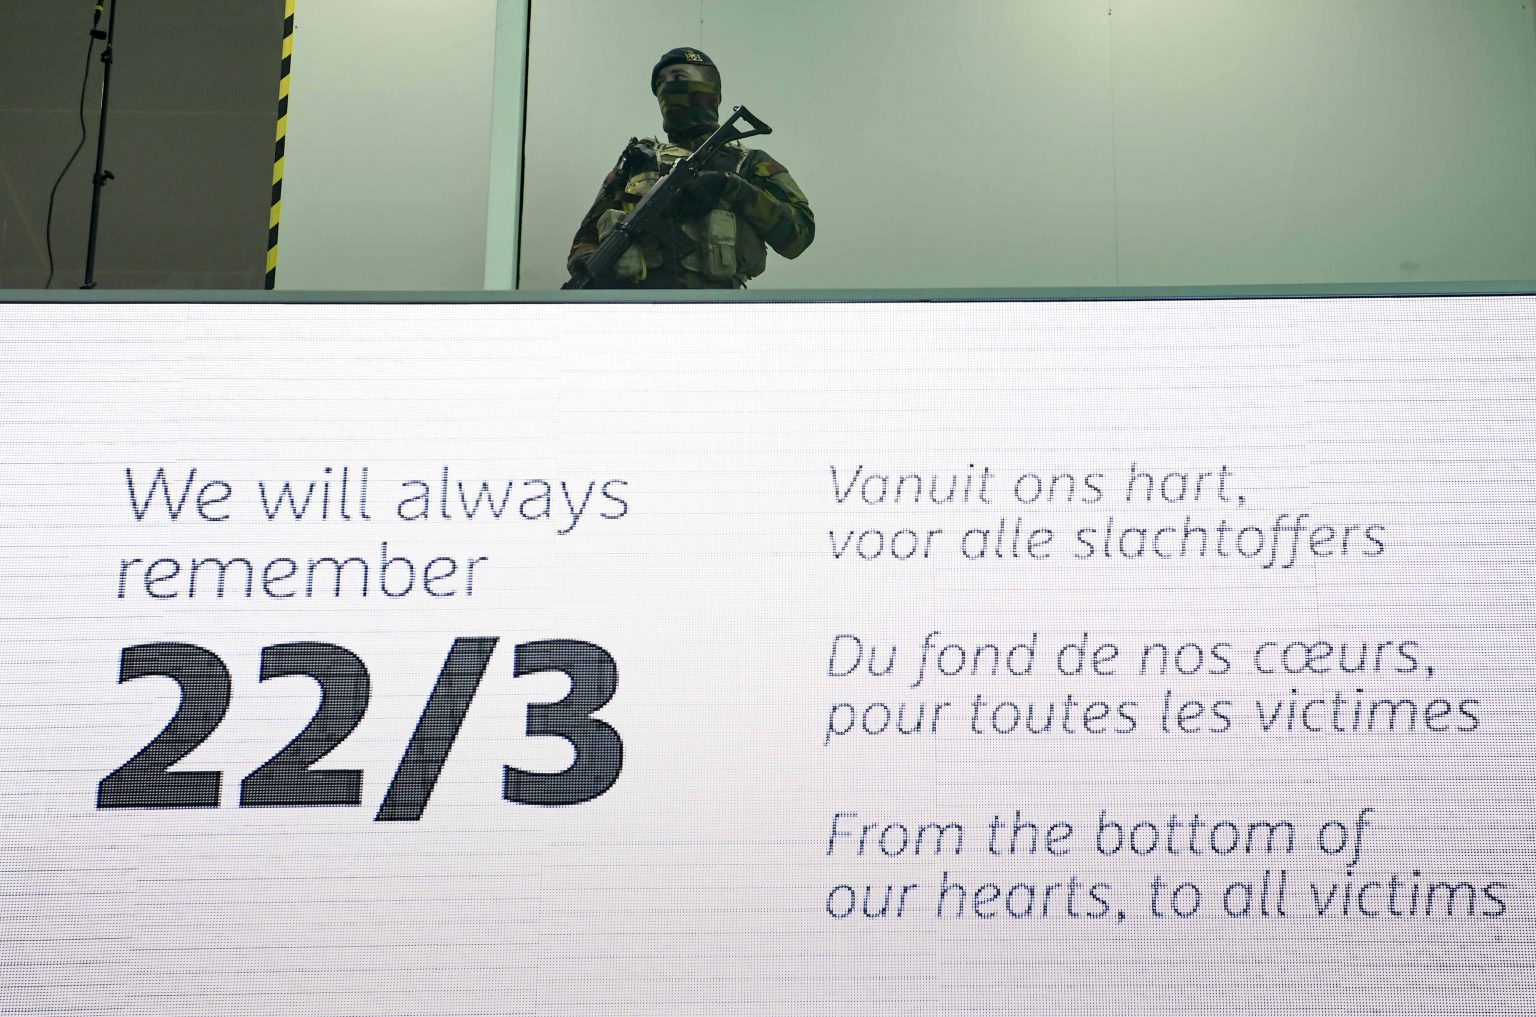 We will always
remember
22/3
Vanuit ons hart,
voor alle slachtoffers
Du fond de nos cœurs,
pour toutes les victimes
From the bottom of
our hearts, to all victims